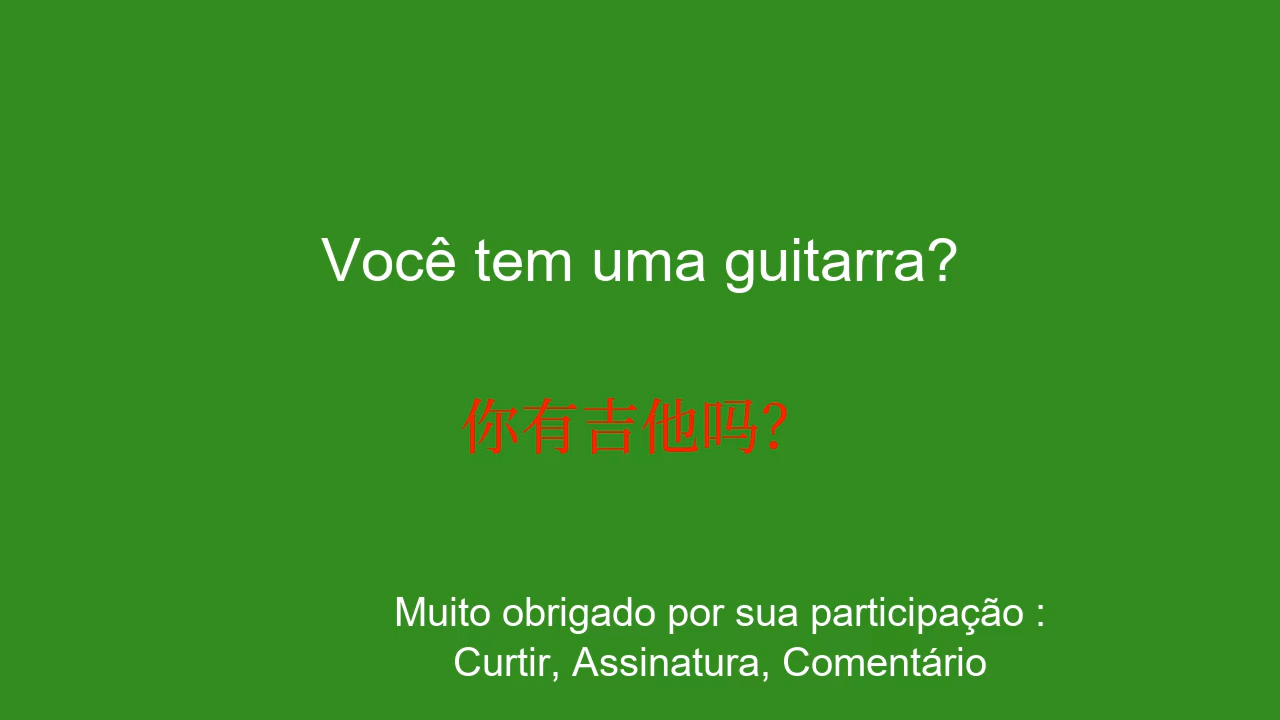 Você tem uma guitarra?
你有吉他吗?
Muito obrigado por sua participação :
Curtir, Assinatura, Comentário